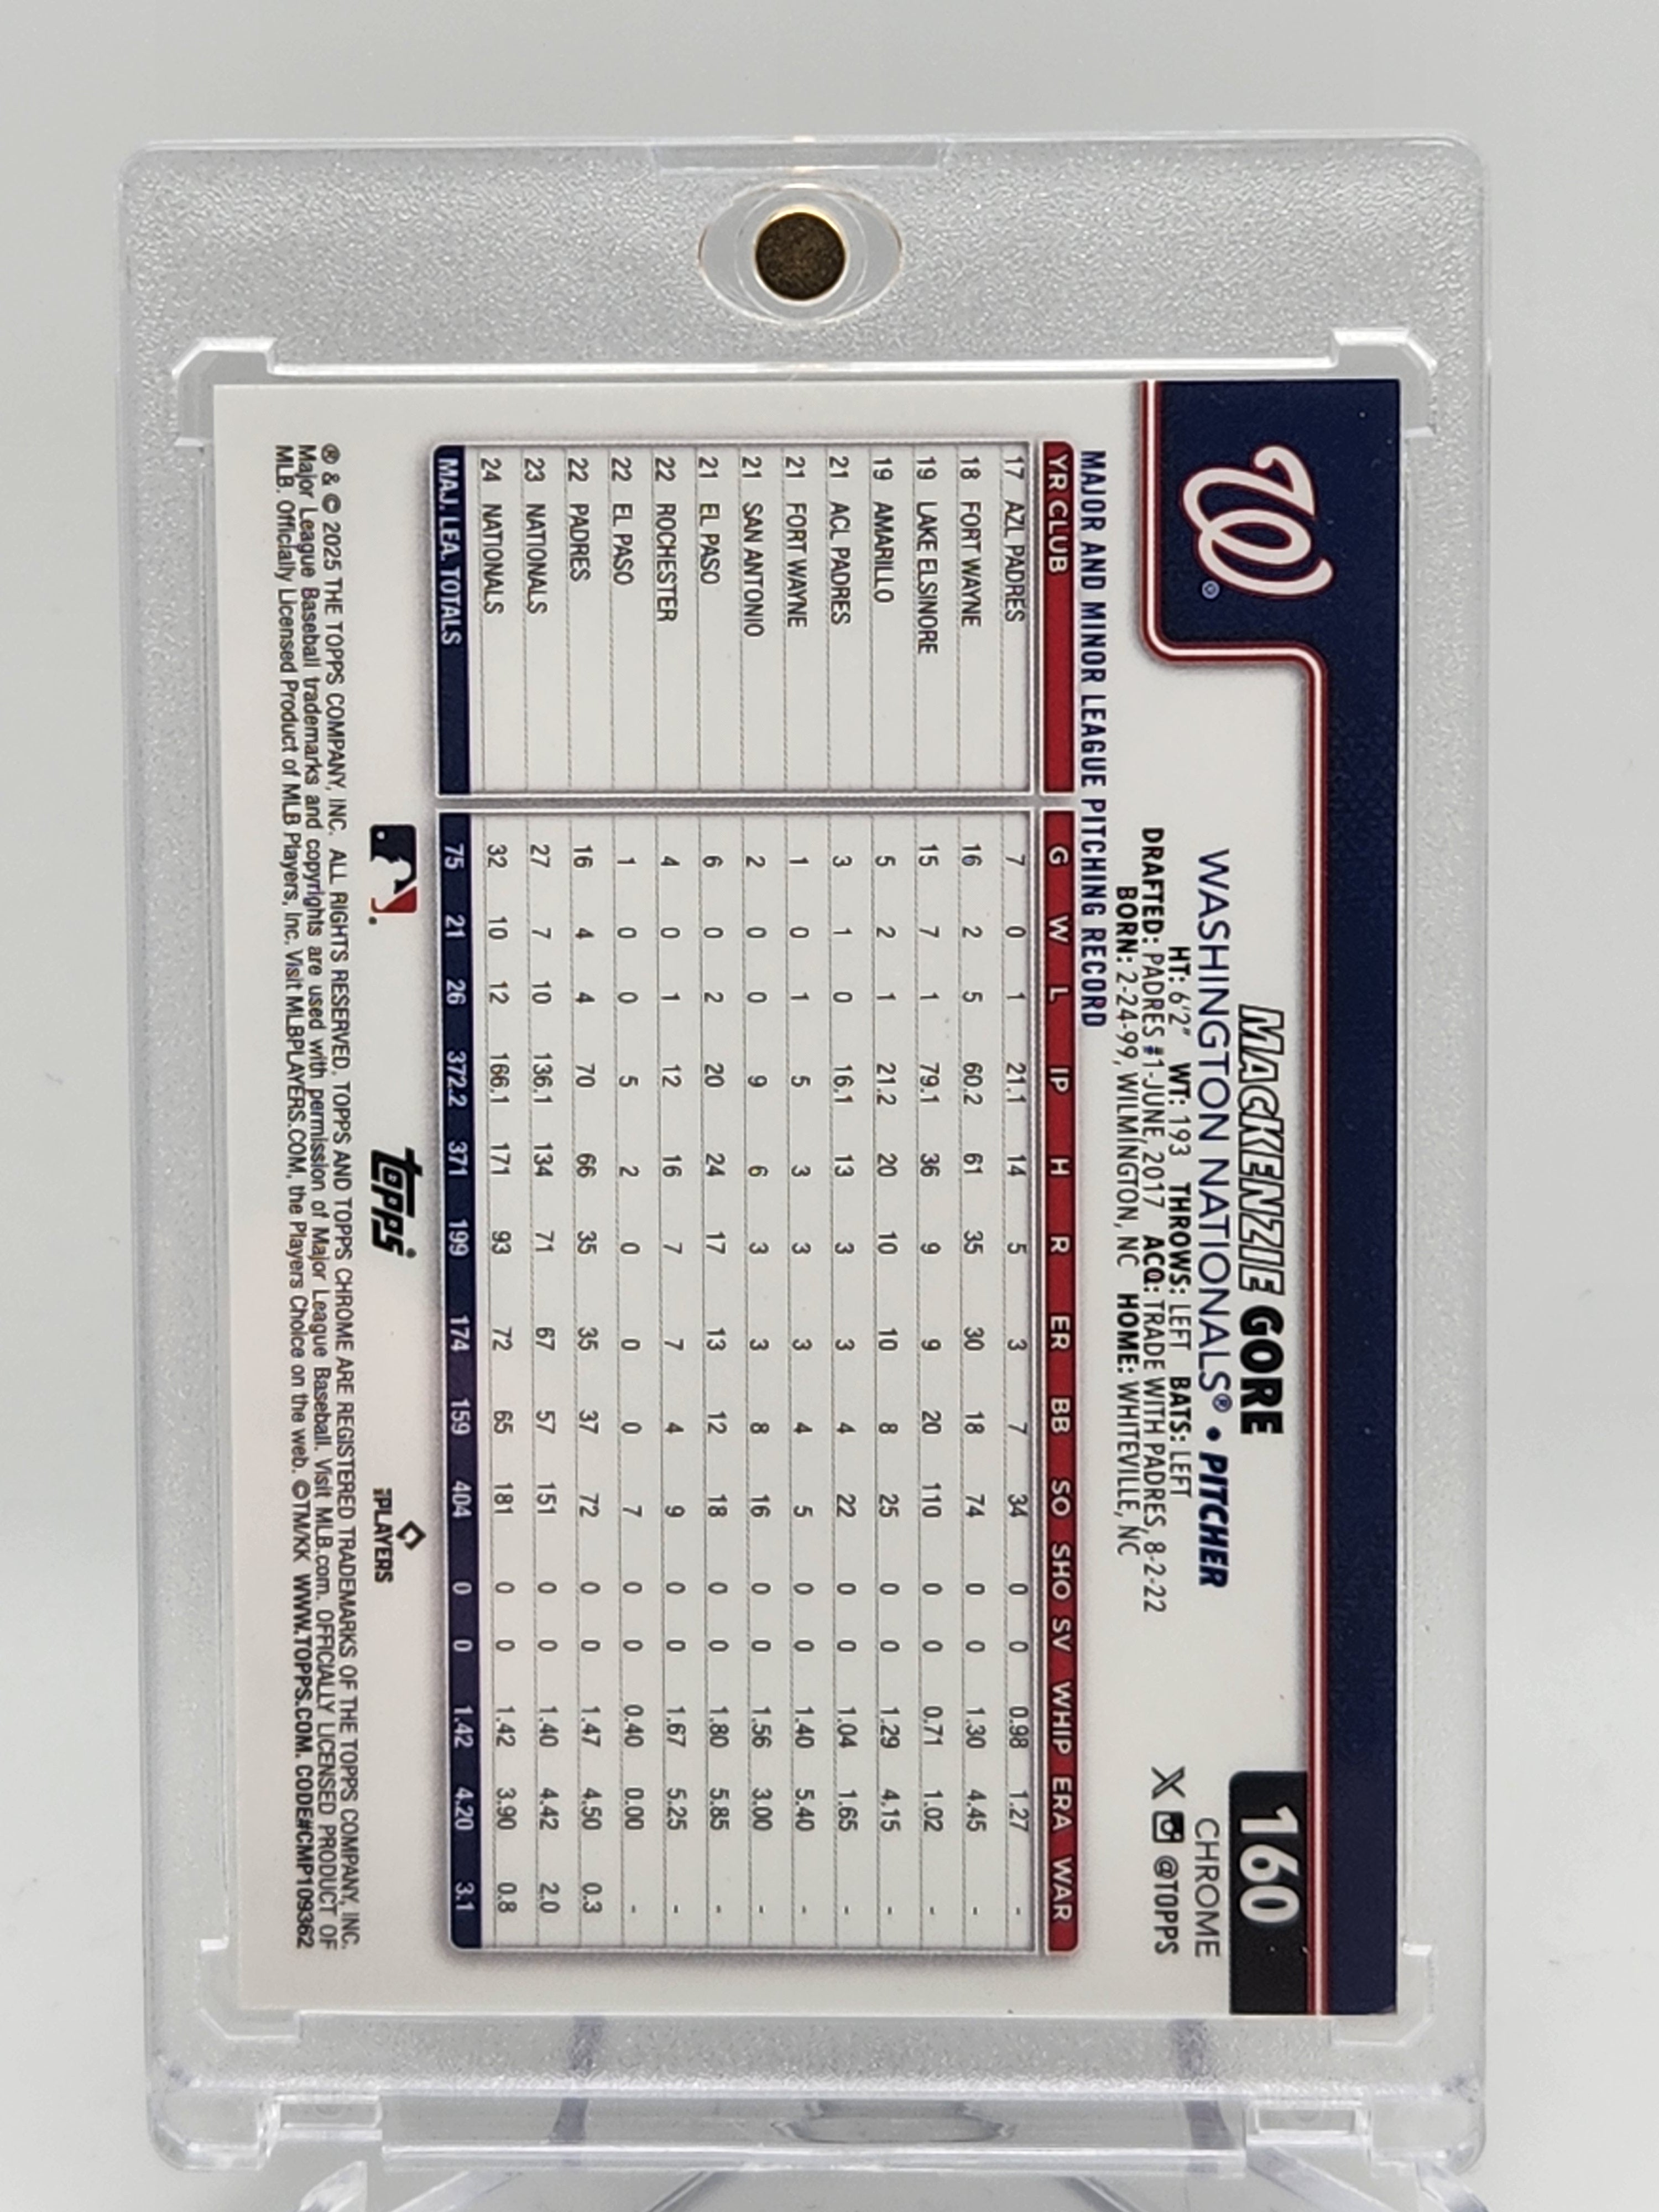 160
MACKENZIE GORE
CHROME
WASHINGTON NATIONALS® • PITCHER
X @TOPPS
HT: 6'2" WT: 193 THROWS: LEFT BATS: LEFT
DRAFTED: PADRES #1-JUNE, 2017 ACQ: TRADE WITH PADRES, 8-2-22
BORN: 2-24-99, WILMINGTON, NC HOME: WHITEVILLE, NC
W®
MAJOR AND MINOR LEAGUE PITCHING RECORD
YR CLUB G W L IP H R ER BB SO SHO SV WHIP ERA WAR
17 AZL PADRES 7 0 1 21.1 14 5 3 7 34 0 0 0.98 1.27 -
18 FORT WAYNE 16 2 5 60.2 61 35 30 18 74 0 0 1.30 4.45 -
19 LAKE ELSINORE 15 7 1 79.1 36 9 9 20 110 0 0 0.71 1.02 -
19 AMARILLO 5 2 1 21.2 20 10 10 8 25 0 0 1.29 4.15 -
21 ACL PADRES 3 1 0 16.1 13 3 3 4 22 0 0 1.04 1.65 -
21 FORT WAYNE 1 0 1 5 3 3 3 4 5 0 0 1.40 5.40 -
21 SAN ANTONIO 2 0 0 9 6 3 3 8 16 0 0 1.56 3.00 -
21 EL PASO 6 0 2 20 24 17 13 12 18 0 0 1.80 5.85 -
22 ROCHESTER 4 0 1 12 16 7 7 4 9 0 0 1.67 5.25 -
22 EL PASO 1 0 0 5 2 0 0 0 7 0 0 0.40 0.00 -
22 PADRES 16 4 4 70 66 35 35 37 72 0 0 1.47 4.50 0.3
23 NATIONALS 27 7 10 136.1 134 71 67 57 151 0 0 1.40 4.42 2.0
24 NATIONALS 32 10 12 166.1 171 93 72 65 181 0 0 1.42 3.90 0.8
MAJ. LEA. TOTALS 75 21 26 372.2 371 199 174 159 404 0 0 1.42 4.20 3.1
topps
PLAYERS
® & © 2025 THE TOPPS COMPANY, INC. ALL RIGHTS RESERVED. TOPPS AND TOPPS CHROME ARE REGISTERED TRADEMARKS OF THE TOPPS COMPANY, INC.
Major League Baseball trademarks and copyrights are used with permission of Major League Baseball. Visit MLB.com. OFFICIALLY LICENSED PRODUCT OF
MLB. Officially Licensed Product of MLB Players, Inc. Visit MLBPLAYERS.COM, the Players Choice on the web. ©TM/KK WWW.TOPPS.COM. CODE#CMP109362